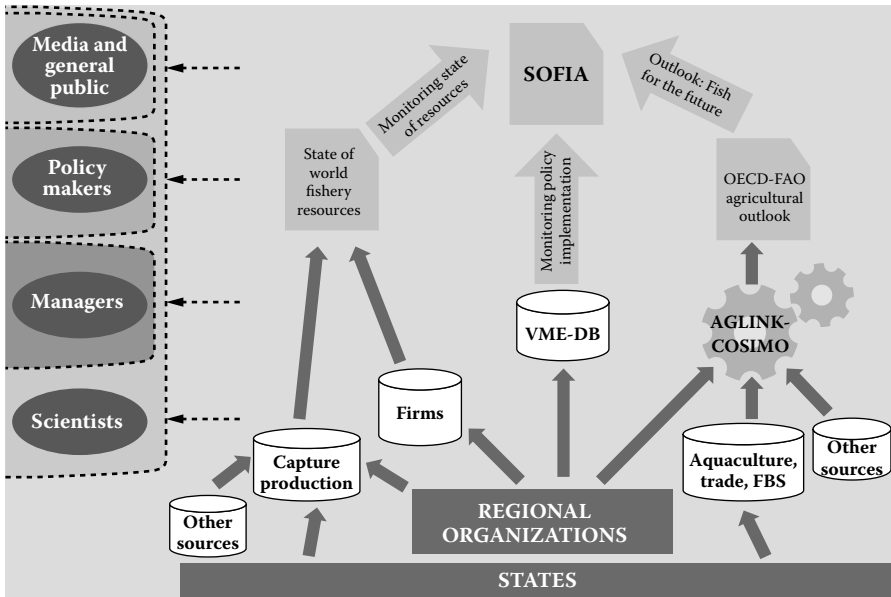 Media and
general
public
Policy
makers
Managers
Scientists
SOFIA
Monitoring state
of resources
Outlook: Fish
for the future
State of
world
fishery
resources
Monitoring policy
implementation
OECD-FAO
agricultural
outlook
VME-DB
AGLINK-
COSIMO
Firms
Capture
production
Aquaculture,
trade, FBS
Other
sources
Other
sources
REGIONAL
ORGANIZATIONS
STATES